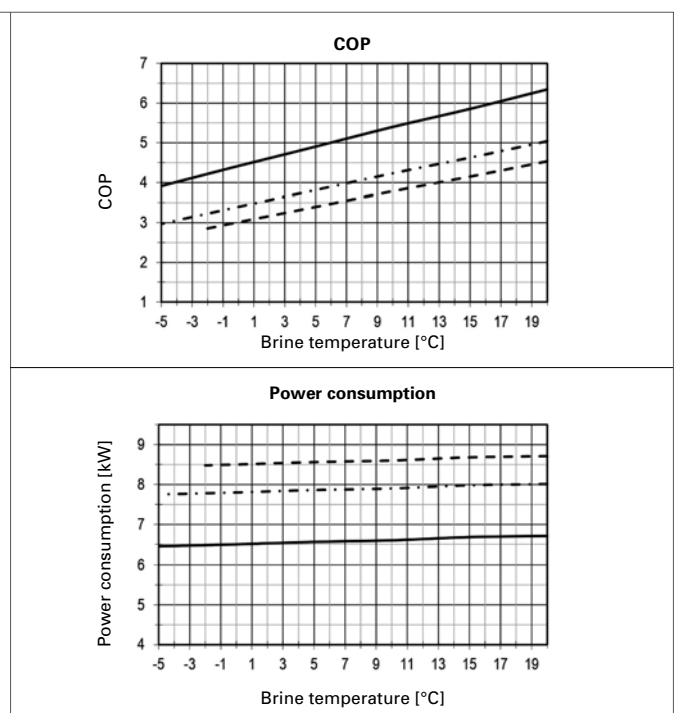 COP
7
6
5
4
3
2
1
COP
-5 -3 -1 1 3 5 7 9 11 13 15 17 19
Brine temperature [°C]
Power consumption
9
8
7
6
5
4
Power consumption [kW]
-5 -3 -1 1 3 5 7 9 11 13 15 17 19
Brine temperature [°C]